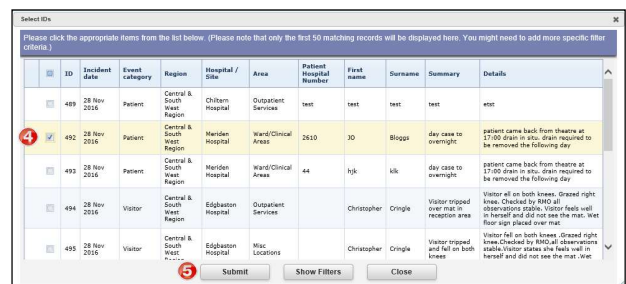 Select IDs
Please click the appropriate items from the list below. (Please note that only the first 50 matching records will be displayed here. You might need to add more specific filter
criteria.)
ID Incident date Event category Region Hospital / Site Area Patient Hospital Number First name Surname Summary Details
489 28 Nov 2016 Patient Central & South West Region Chiltern Hospital Outpatient Services test test test test etst
4 492 28 Nov 2016 Patient Central & South West Region Meriden Hospital Ward/Clinical Areas 2610 JO Bloggs day case to overnight patient came back from theatre at 17:00 drain in situ. drain required to be removed the following day
493 28 Nov 2016 Patient Central & South West Region Meriden Hospital Ward/Clinical Areas 44 hjk klk day case to overnight patient came back from theatre at 17:00 drain in situ. drain required to be removed the following day
494 28 Nov 2016 Visitor Central & South West Region Edgbaston Hospital Outpatient Services Christopher Cringle Visitor tripped over mat in reception area Visitor ell on both knees. Grazed right knee. Checked by RMO all observations stable. Visitor feels well in herself and did not see the mat. Wet floor sign placed over mat
495 28 Nov 2016 Visitor Central & South West Region Edgbaston Hospital Misc Locations Christopher Cringle Visitor tripped and fell on both knees Visitor fell on both knees .Grazed right knee.Checked by RMO,all observations stable.Visitor states she feels well in herself and did not see the mat .Wet
5 Submit Show Filters Close